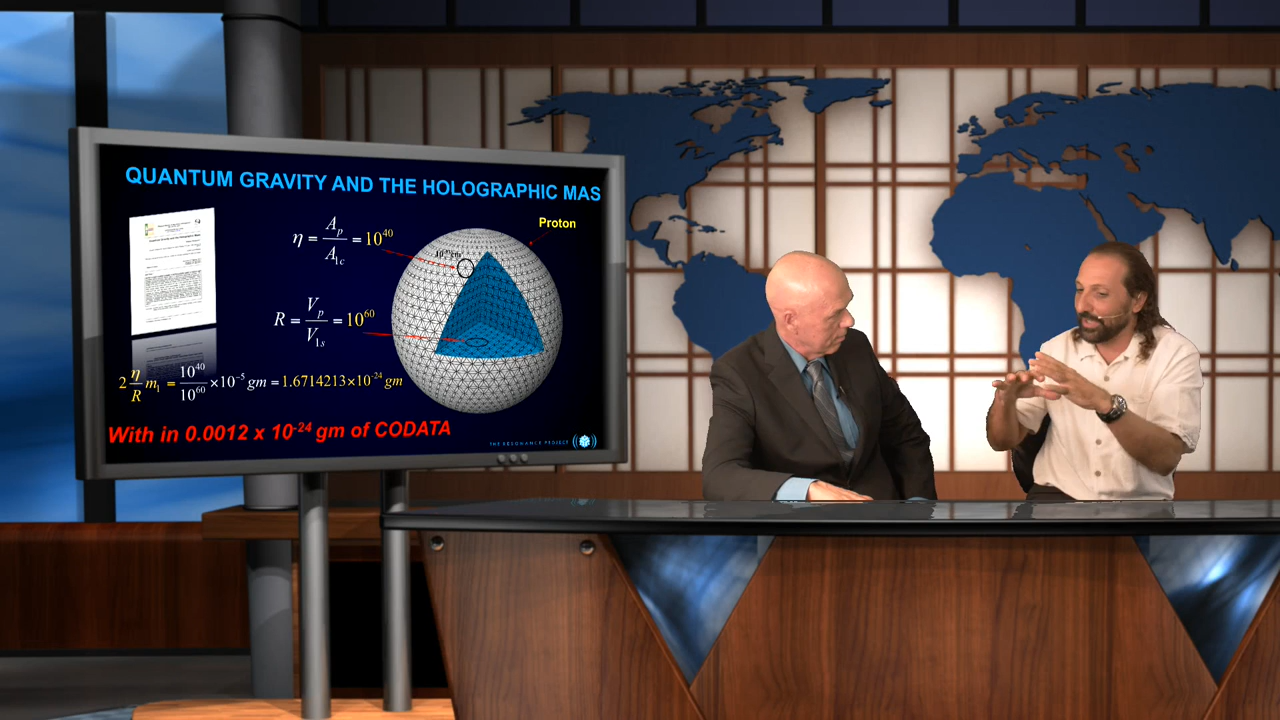 QUANTUM GRAVITY AND THE HOLOGRAPHIC MAS
Proton
η = A_p / A_1c = 10^40
R = V_p / V_1s = 10^60
2 η/R m_1 = 10^40/10^60 ×10^-5 gm = 1.6714213×10^-24 gm
With in 0.0012 x 10^-24 gm of CODATA
THE RESONANCE PROJECT